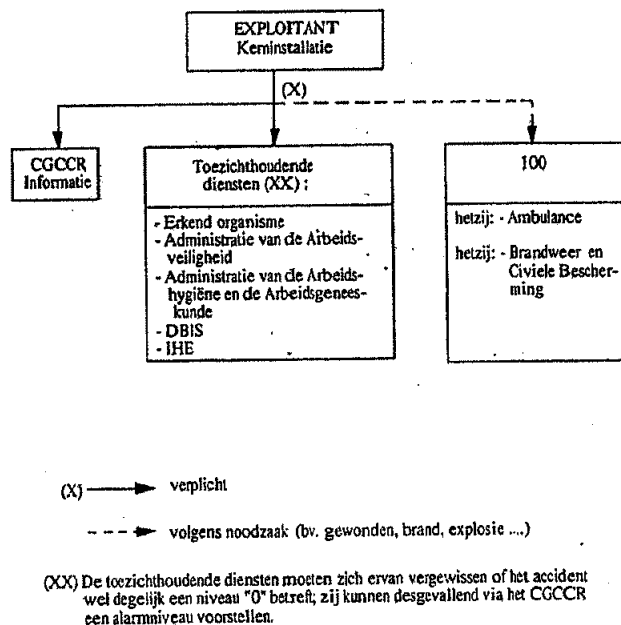 EXPLOITANT
Keminstallatie
(X)
CGCCR
Informatie
Toezichthoudende
diensten (XX) :
- Erkend organisme
- Administratie van de Arbeids-
veiligheid
- Administratie van de Arbeids-
hygiëne en de Arbeidsgenees-
kunde
- DBIS
- IHE
100
hetzij: - Ambulance
hetzij: - Brandweer en
Civiele Bescher-
ming
(X) verplicht
volgens noodzaak (bv. gewonden, brand, explosie ....)
(XX) De toezichthoudende diensten moeten zich ervan vergewissen of het accident
wel degelijk een niveau "0" betreft; zij kunnen desgevallend via het CGCCR
een alarmniveau voorstellen.